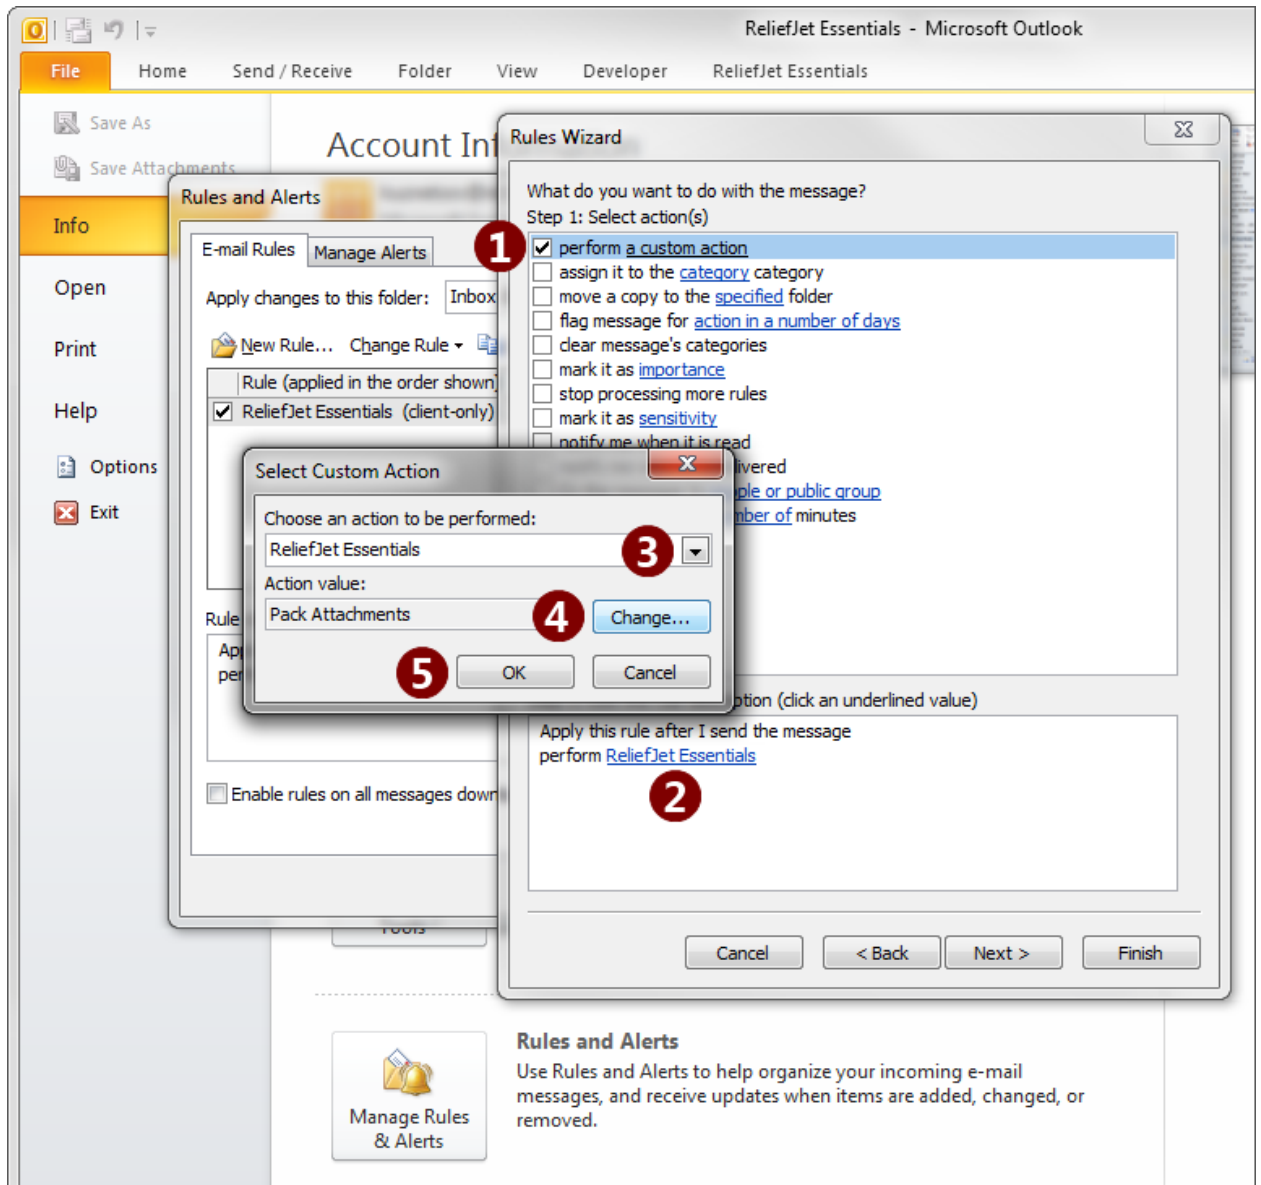 ReliefJet Essentials - Microsoft Outlook
File Home Send / Receive Folder View Developer ReliefJet Essentials
Save As
Save Attachments
Info
Open
Print
Help
Options
Exit
Account Inf
Rules and Alerts
E-mail Rules Manage Alerts
Apply changes to this folder: Inbox
New Rule... Change Rule
Rule (applied in the order shown)
ReliefJet Essentials (client-only)
Rule
App
per
Enable rules on all messages down
Rules Wizard
What do you want to do with the message?
Step 1: Select action(s)
1
perform a custom action
assign it to the category category
move a copy to the specified folder
flag message for action in a number of days
clear message's categories
mark it as importance
stop processing more rules
mark it as sensitivity
notify me when it is read
livered
ple or public group
mber of minutes
Select Custom Action
Choose an action to be performed:
ReliefJet Essentials 3
Action value:
Pack Attachments 4 Change...
5 OK Cancel
ption (click an underlined value)
Apply this rule after I send the message
perform ReliefJet Essentials
2
Cancel < Back Next > Finish
Tools
Manage Rules
& Alerts
Rules and Alerts
Use Rules and Alerts to help organize your incoming e-mail
messages, and receive updates when items are added, changed, or
removed.